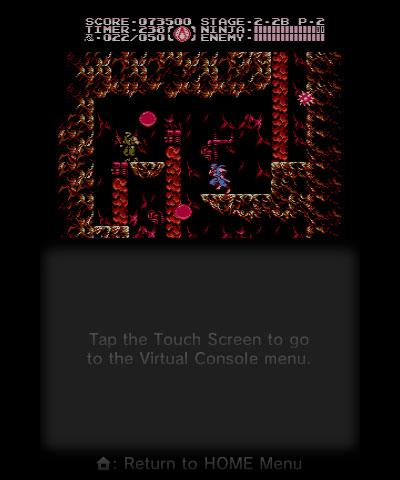 SCORE-073500 STAGE-2-2B P-2
TIMER-238 NINJA-
-022/050 ENEMY-
Tap the Touch Screen to go
to the Virtual Console menu.
: Return to HOME Menu